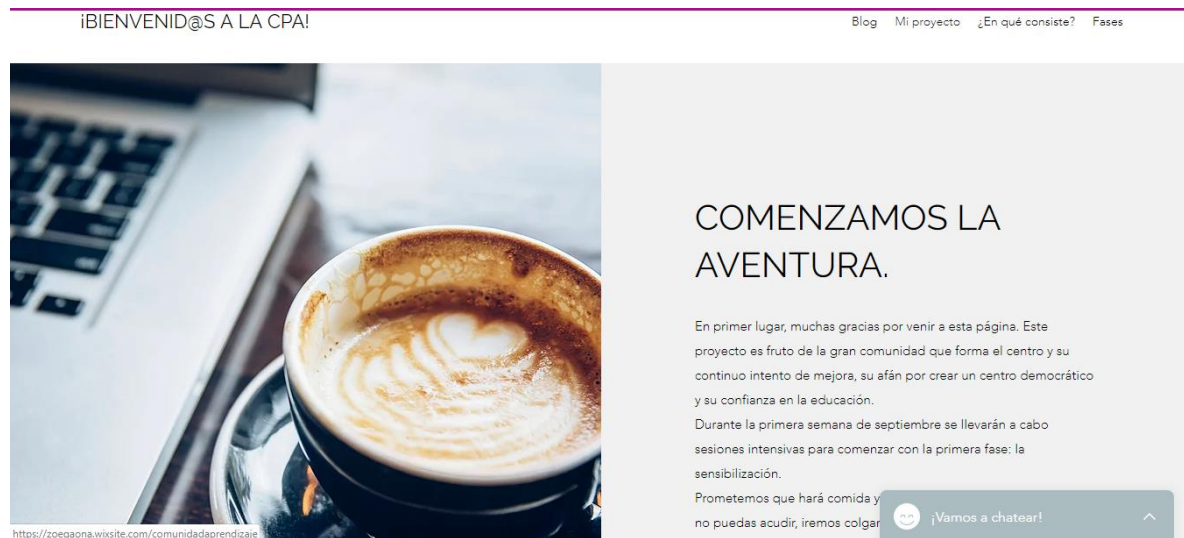 ¡BIENVENID@S A LA CPA!
Blog Mi proyecto ¿En qué consiste? Fases
COMENZAMOS LA
AVENTURA.
En primer lugar, muchas gracias por venir a esta página. Este
proyecto es fruto de la gran comunidad que forma el centro y su
continuo intento de mejora, su afán por crear un centro democrático
y su confianza en la educación.
Durante la primera semana de septiembre se llevarán a cabo
sesiones intensivas para comenzar con la primera fase: la
sensibilización.
Prometemos que hará comida y
no puedas acudir, iremos colgar
¡Vamos a chatear!
https://zoegaona.wixsite.com/comunidadaprendizaje